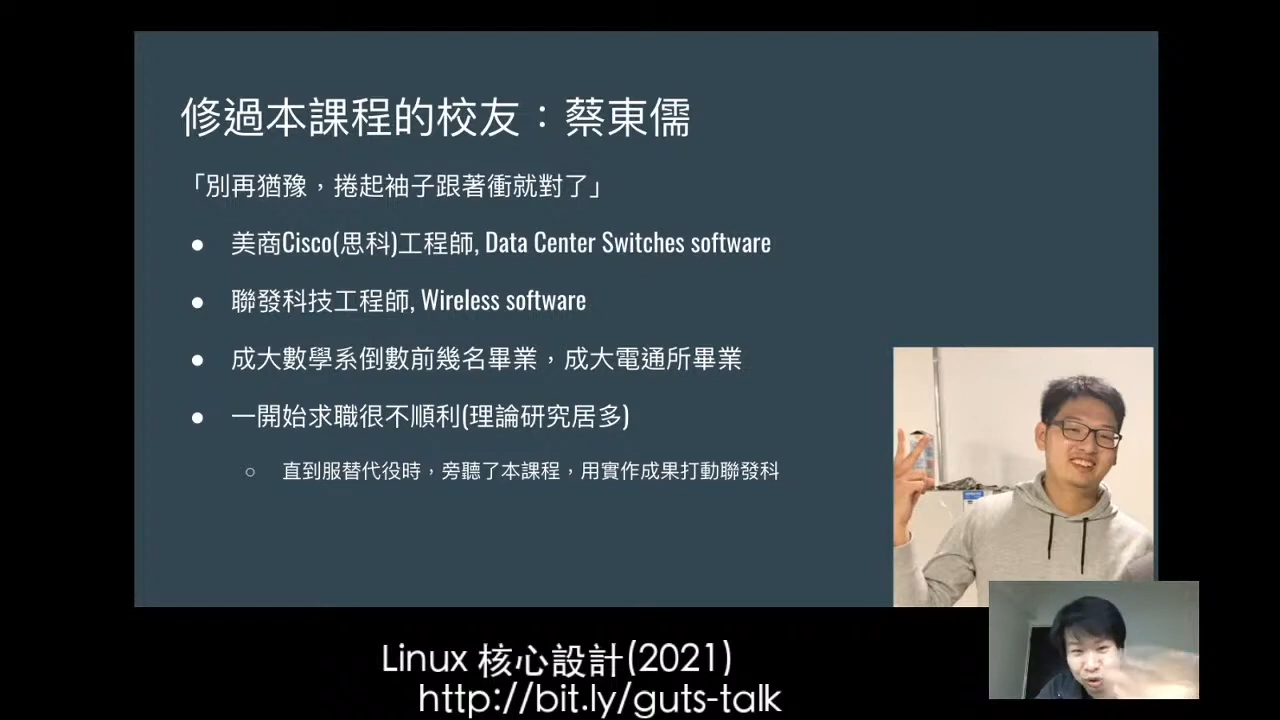 修過本課程的校友：蔡東儒
「別再猶豫，捲起袖子跟著衝就對了」
● 美商Cisco(思科)工程師, Data Center Switches software
● 聯發科技工程師, Wireless software
● 成大數學系倒數前幾名畢業，成大電通所畢業
● 一開始求職很不順利(理論研究居多)
○ 直到服替代役時，旁聽了本課程，用實作成果打動聯發科
Linux 核心設計(2021)
http://bit.ly/guts-talk